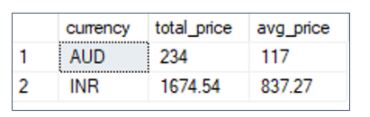 currency total_price avg_price
1 AUD 234 117
2 INR 1674.54 837.27